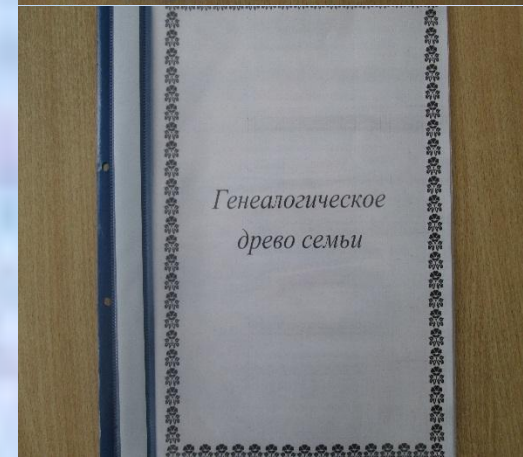 Генеалогическое
древо семьи